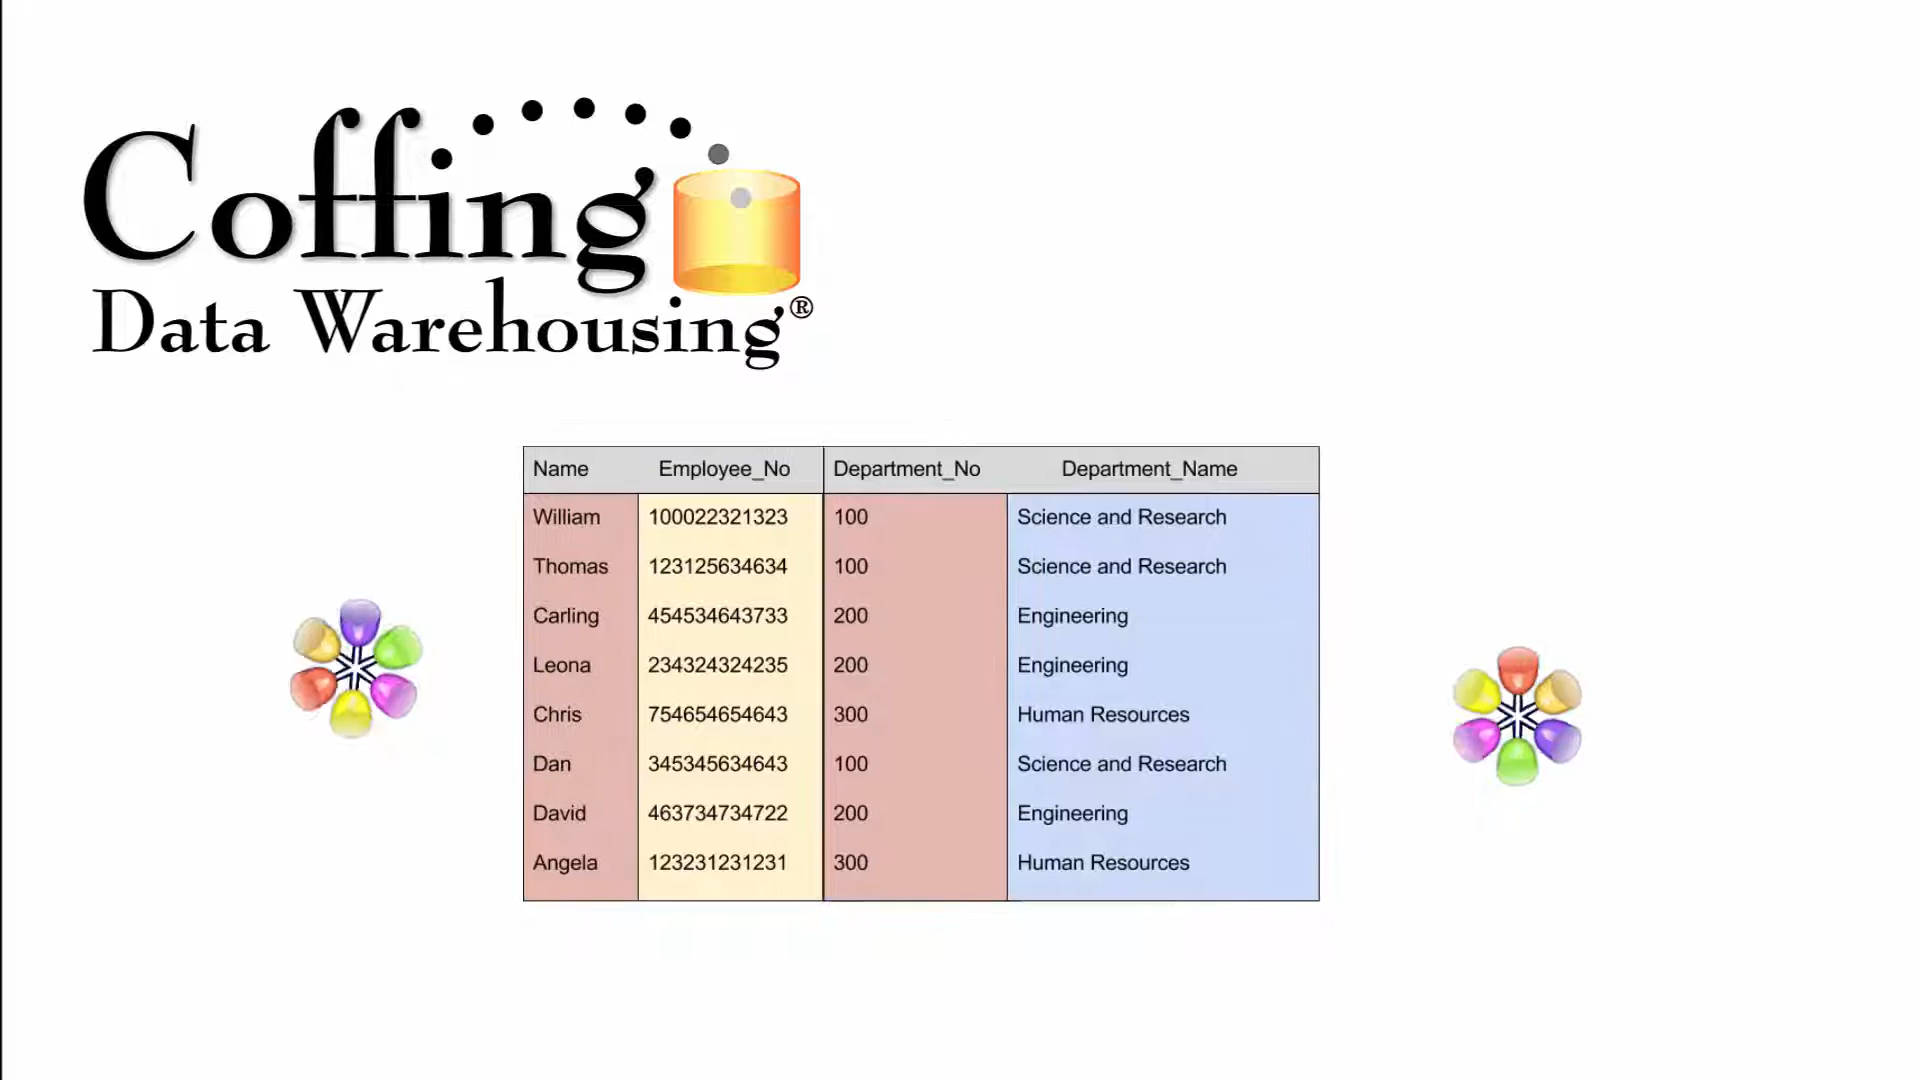 Coffing
Data Warehousing®
Name Employee_No Department_No Department_Name
William 100022321323 100 Science and Research
Thomas 123125634634 100 Science and Research
Carling 454534643733 200 Engineering
Leona 234324324235 200 Engineering
Chris 754654654643 300 Human Resources
Dan 345345634643 100 Science and Research
David 463734734722 200 Engineering
Angela 123231231231 300 Human Resources